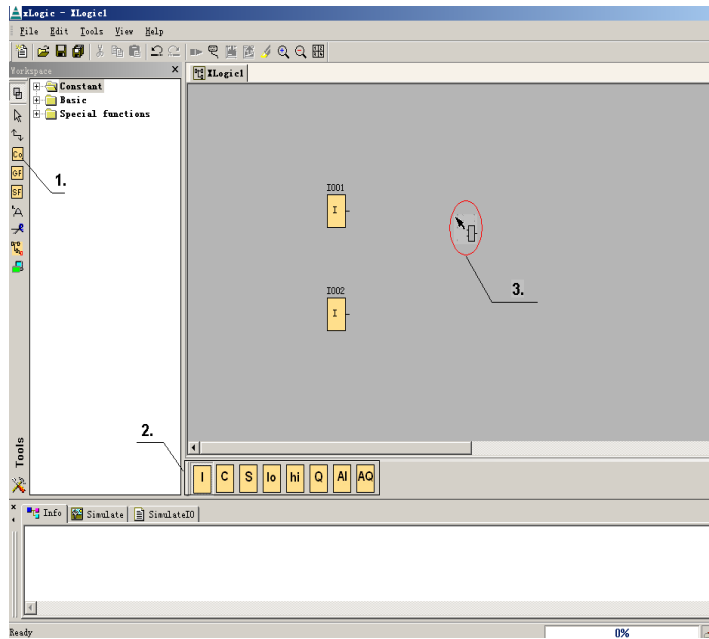 xLogic - XLogic1
File Edit Tools View Help
Workspace
XLogic1
Constant
Basic
Special functions
Co
GF
SF
A
1.
I001
I
3.
I002
I
2.
Tools
I C S lo hi Q AI AQ
Info Simulate SimulateIO
Ready 0%